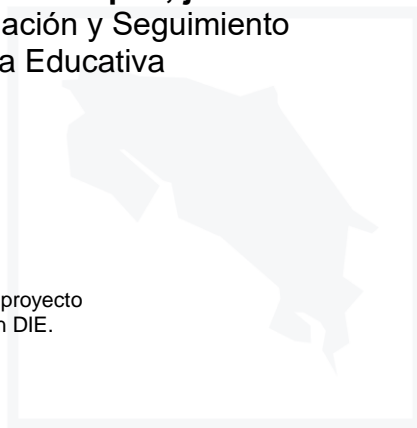 ación y Seguimiento
a Educativa
proyecto
n DIE.